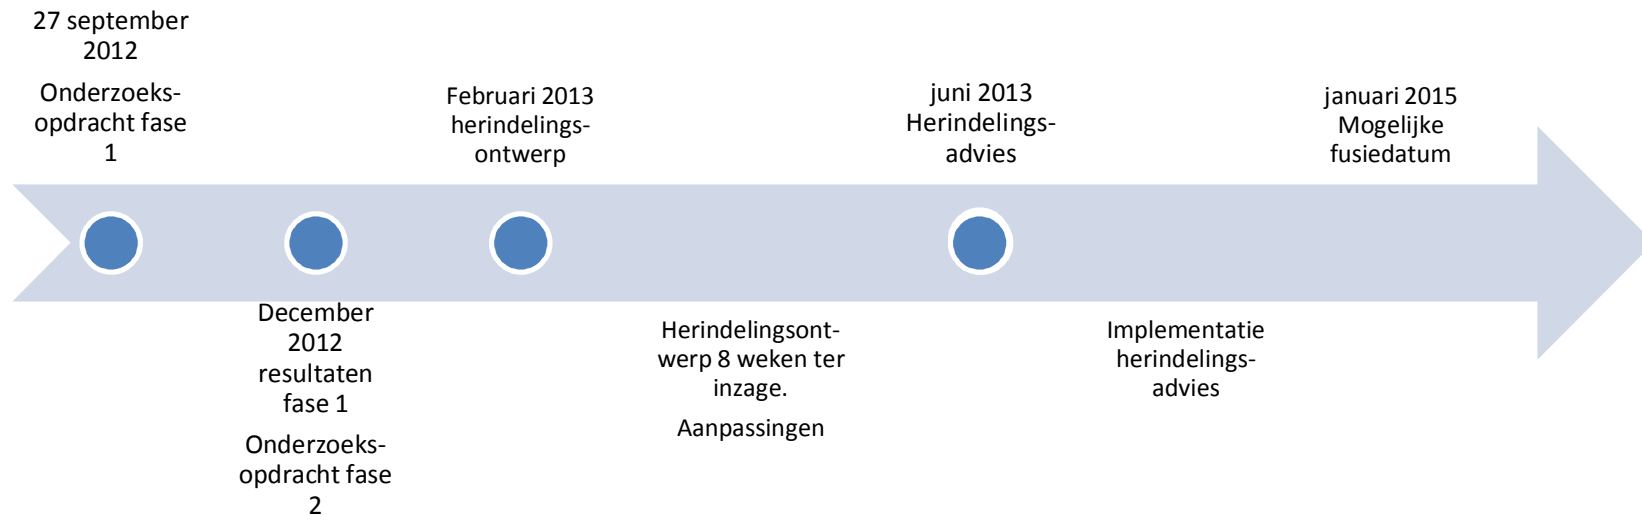 27 september
2012
Onderzoeks-
opdracht fase
1
December
2012
resultaten
fase 1
Onderzoeks-
opdracht fase
2
Februari 2013
herindelings-
ontwerp
Herindelingsont-
werp 8 weken ter
inzage.
Aanpassingen
juni 2013
Herindelings-
advies
Implementatie
herindelings-
advies
januari 2015
Mogelijke
fusiedatum